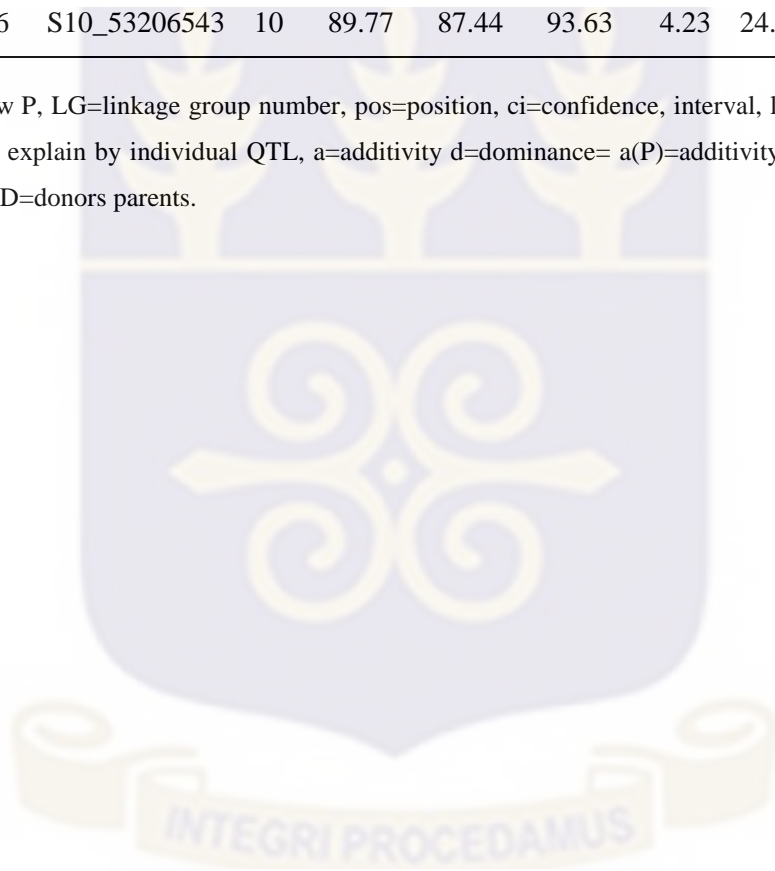 6 S10_53206543 10 89.77 87.44 93.63 4.23 24.
w P, LG=linkage group number, pos=position, ci=confidence, interval,
explain by individual QTL, a=additivity d=dominance= a(P)=additivity
D=donors parents.
INTEGRI PROCEDAMUS